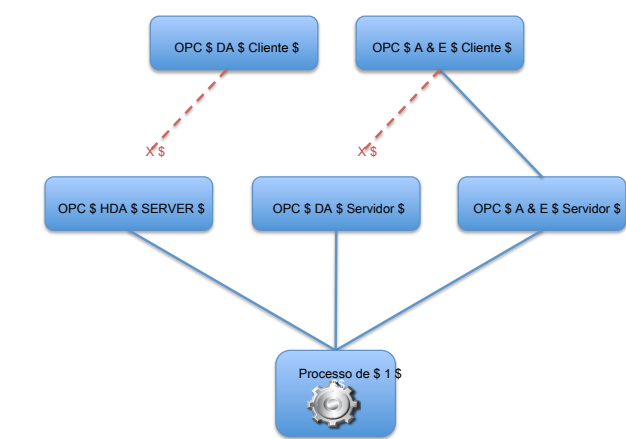 OPC $ DA $ Cliente $
OPC $ A & E $ Cliente $
X $
X $
OPC $ HDA $ SERVER $
OPC $ DA $ Servidor $
OPC $ A & E $ Servidor $
Processo de $ 1 $